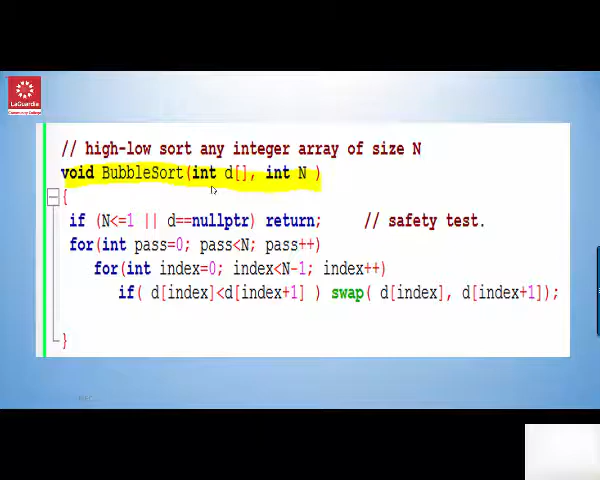 LaGuardia
Community College
// high-low sort any integer array of size N
void BubbleSort(int d[], int N )
{
if (N<=1 || d==nullptr) return; // safety test.
for(int pass=0; pass<N; pass++)
for(int index=0; index<N-1; index++)
if( d[index]<d[index+1] ) swap( d[index], d[index+1]);
}